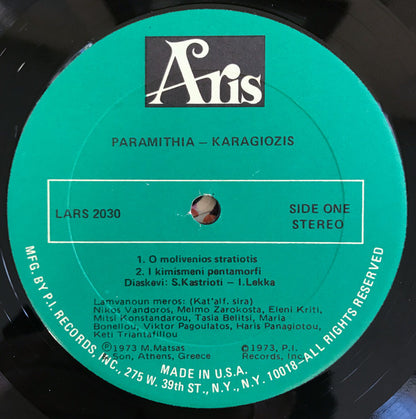 Aris
PARAMITHIA – KARAGIOZIS
LARS 2030
SIDE ONE
STEREO
1. O molivenios stratiotis
2. I kimismeni pentamorfi
Diaskevi: S.Kastrioti – I.Lekka
Lamvanoun meros: (Kat'alf. sira)
Nikos Vandoros, Melmo Zarokosta, Eleni Kriti,
Mitsi Konstandarou, Tasia Belitsi, Maria
Bonellou, Viktor Pagoulatos, Haris Panagiotou,
Keti Triantafillou
℗1973 M.Matsas
& Son, Athens, Greece
©1973, P.I.
Records, Inc.
MADE IN U.S.A.
MFG. BY P.I. RECORDS, INC., 275 W. 39th ST., N.Y., N.Y. 10018–ALL RIGHTS RESERVED